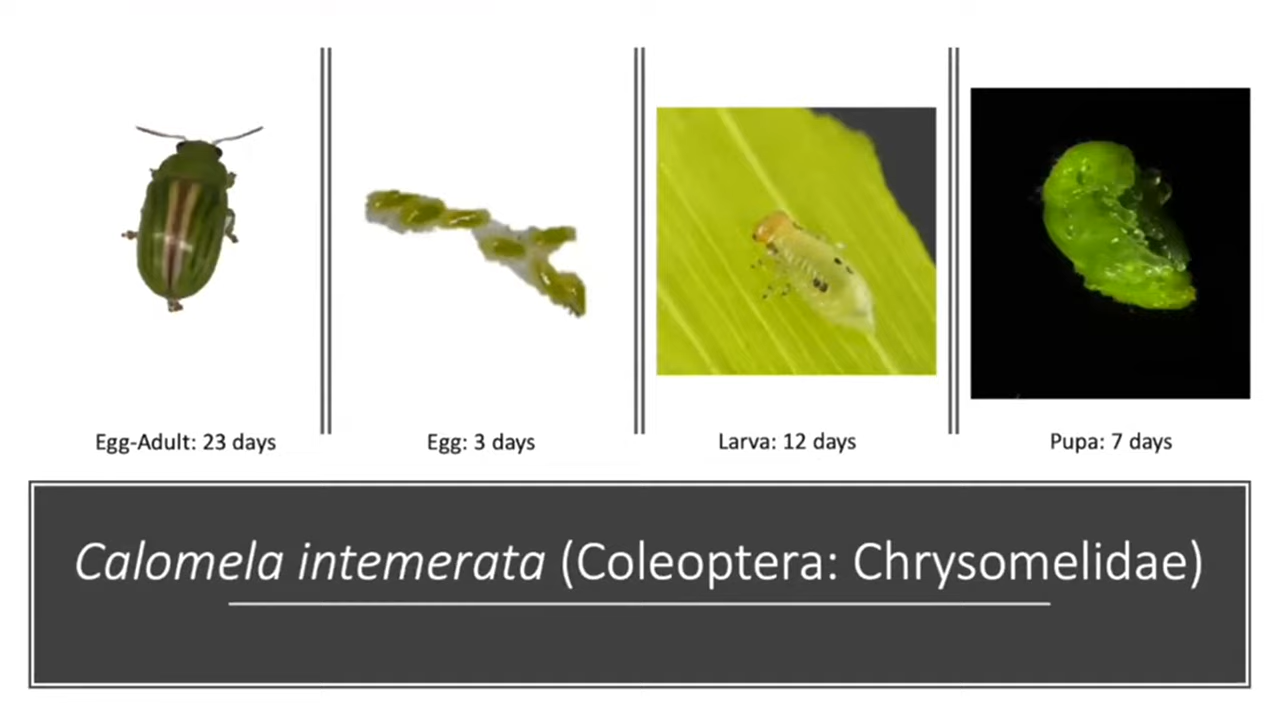 Egg-Adult: 23 days
Egg: 3 days
Larva: 12 days
Pupa: 7 days
Calomela intemerata (Coleoptera: Chrysomelidae)